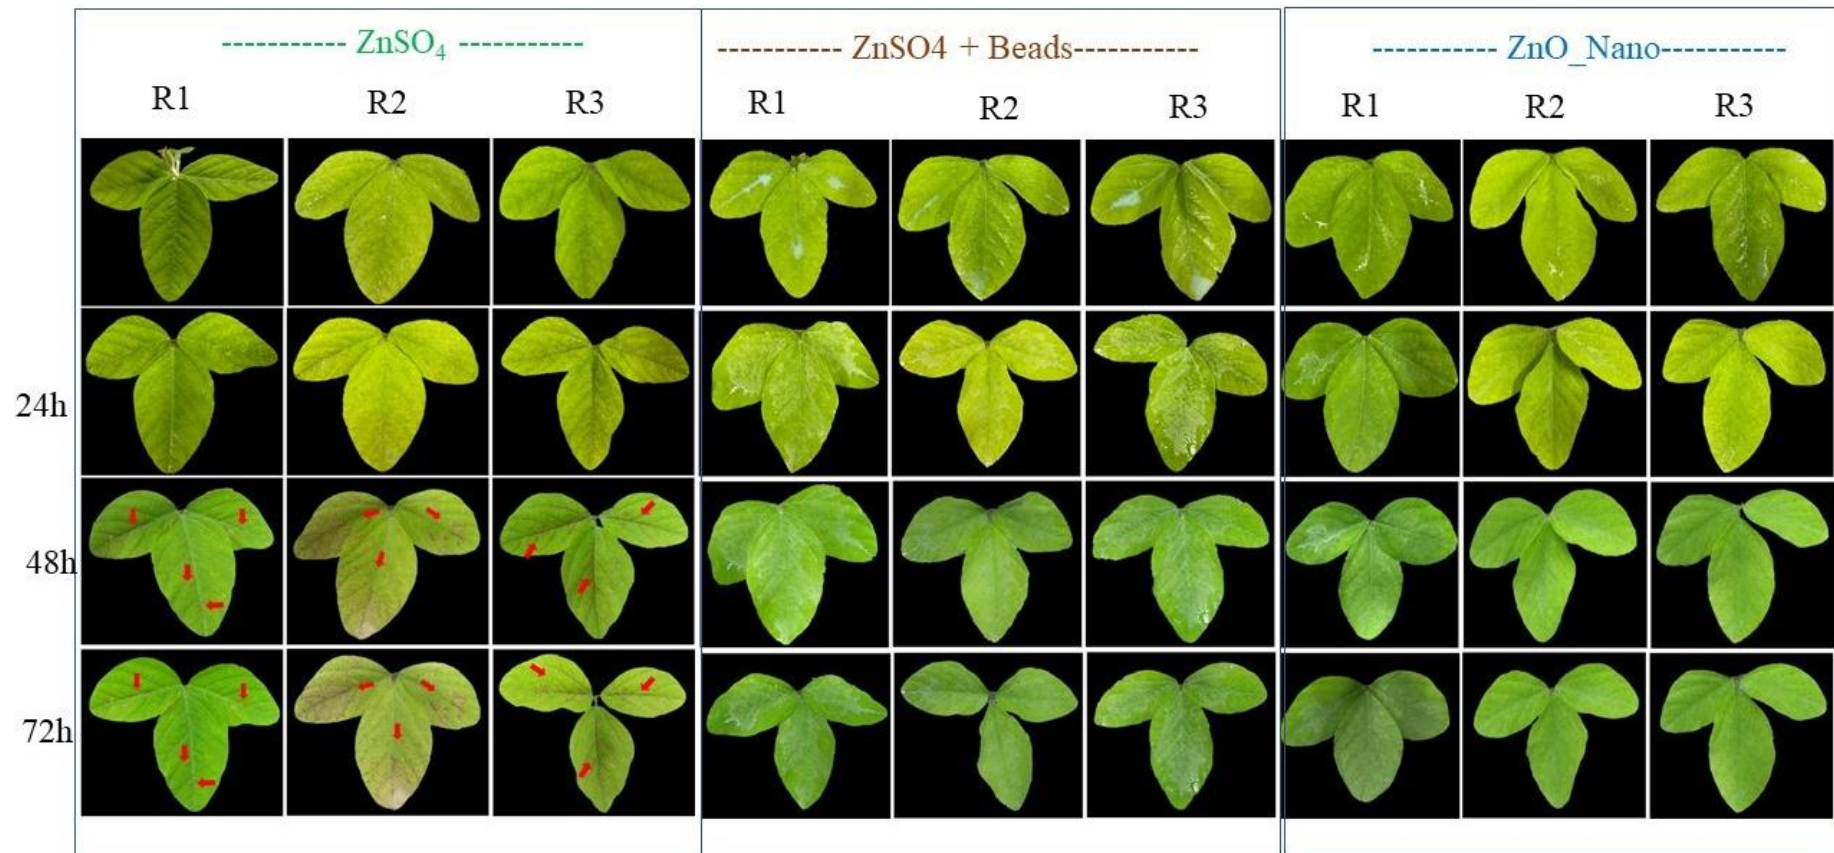 ----------- ZnSO₄ -----------
----------- ZnSO4 + Beads-----------
----------- ZnO_Nano-----------
R1 R2 R3 R1 R2 R3 R1 R2 R3
24h
48h
72h